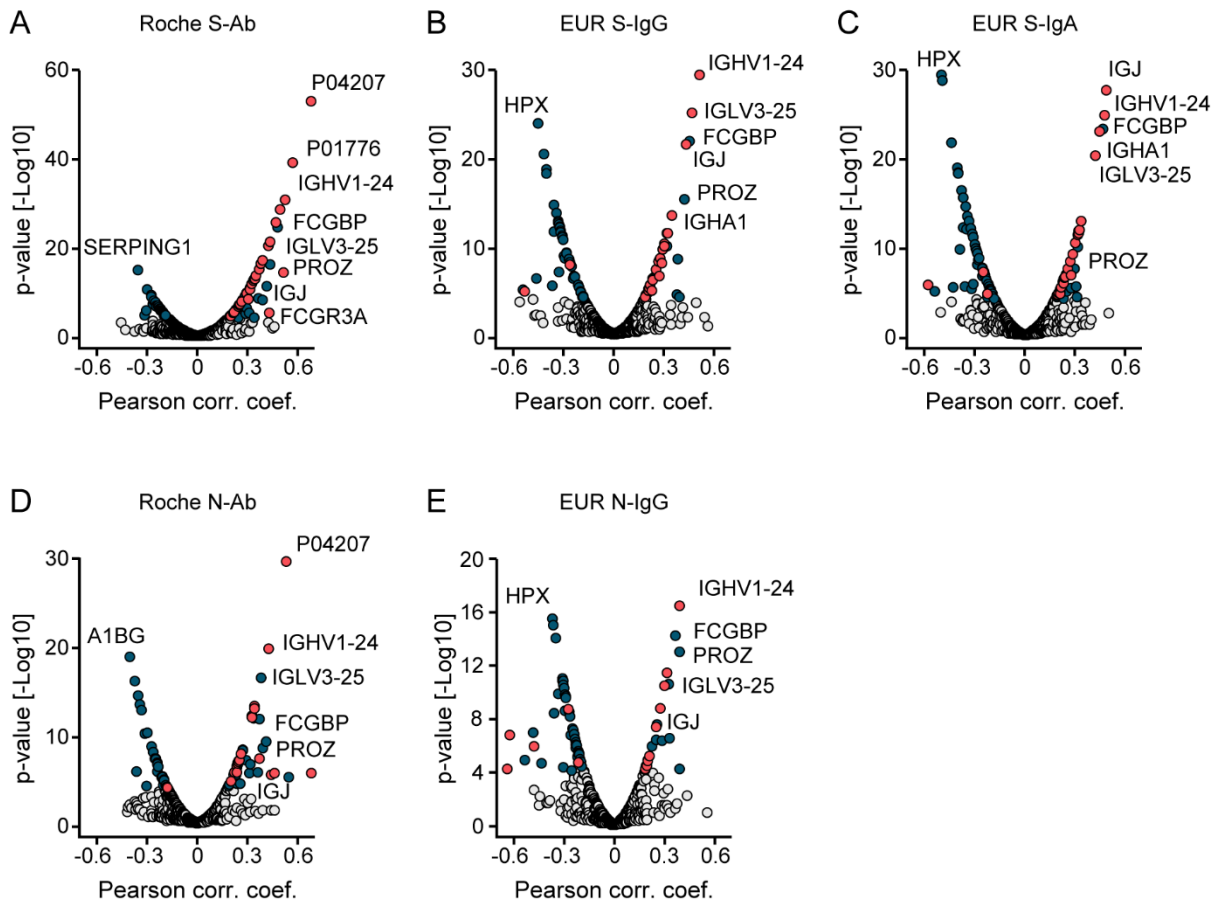 A
Roche S-Ab
p-value [-Log10]
60
40
20
0
P04207
P01776
IGHV1-24
FCGBP
IGLV3-25
PROZ
IGJ
FCGR3A
SERPING1
-0.6 -0.3 0 0.3 0.6
Pearson corr. coef.
B
EUR S-IgG
p-value [-Log10]
30
20
10
0
IGHV1-24
HPX
IGLV3-25
FCGBP
IGJ
PROZ
IGHA1
-0.6 -0.3 0 0.3 0.6
Pearson corr. coef.
C
EUR S-IgA
p-value [-Log10]
30
20
10
0
HPX
IGJ
IGHV1-24
FCGBP
IGHA1
IGLV3-25
PROZ
-0.6 -0.3 0 0.3 0.6
Pearson corr. coef.
D
Roche N-Ab
p-value [-Log10]
30
20
10
0
P04207
A1BG
IGHV1-24
IGLV3-25
FCGBP
PROZ
IGJ
-0.6 -0.3 0 0.3 0.6
Pearson corr. coef.
E
EUR N-IgG
p-value [-Log10]
20
16
12
8
4
0
HPX
IGHV1-24
FCGBP
PROZ
IGLV3-25
IGJ
-0.6 -0.3 0 0.3 0.6
Pearson corr. coef.